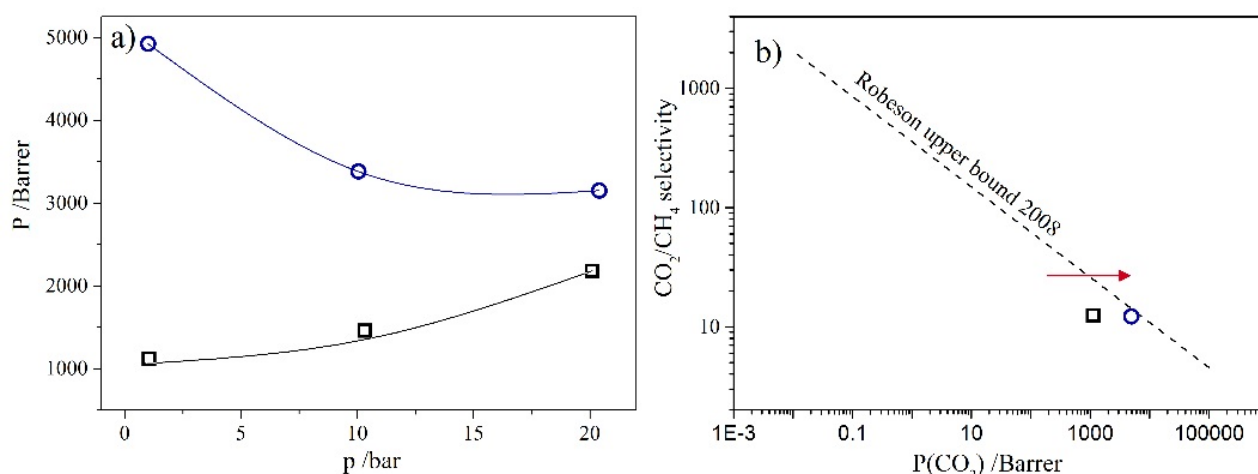 a)
5000
4000
3000
2000
1000
P /Barrer
0
5
10
15
20
p /bar
b)
1000
100
10
CO₂/CH₄ selectivity
Robeson upper bound 2008
1E-3
0.1
10
1000
100000
P(CO₂) /Barrer